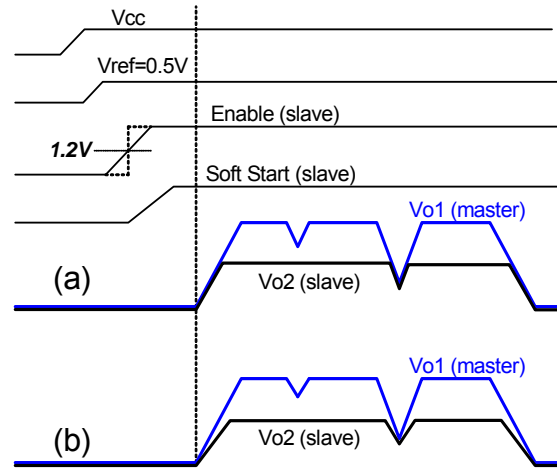 Vcc
Vref=0.5V
Enable (slave)
1.2V
Soft Start (slave)
Vo1 (master)
(a)
Vo2 (slave)
Vo1 (master)
Vo2 (slave)
(b)